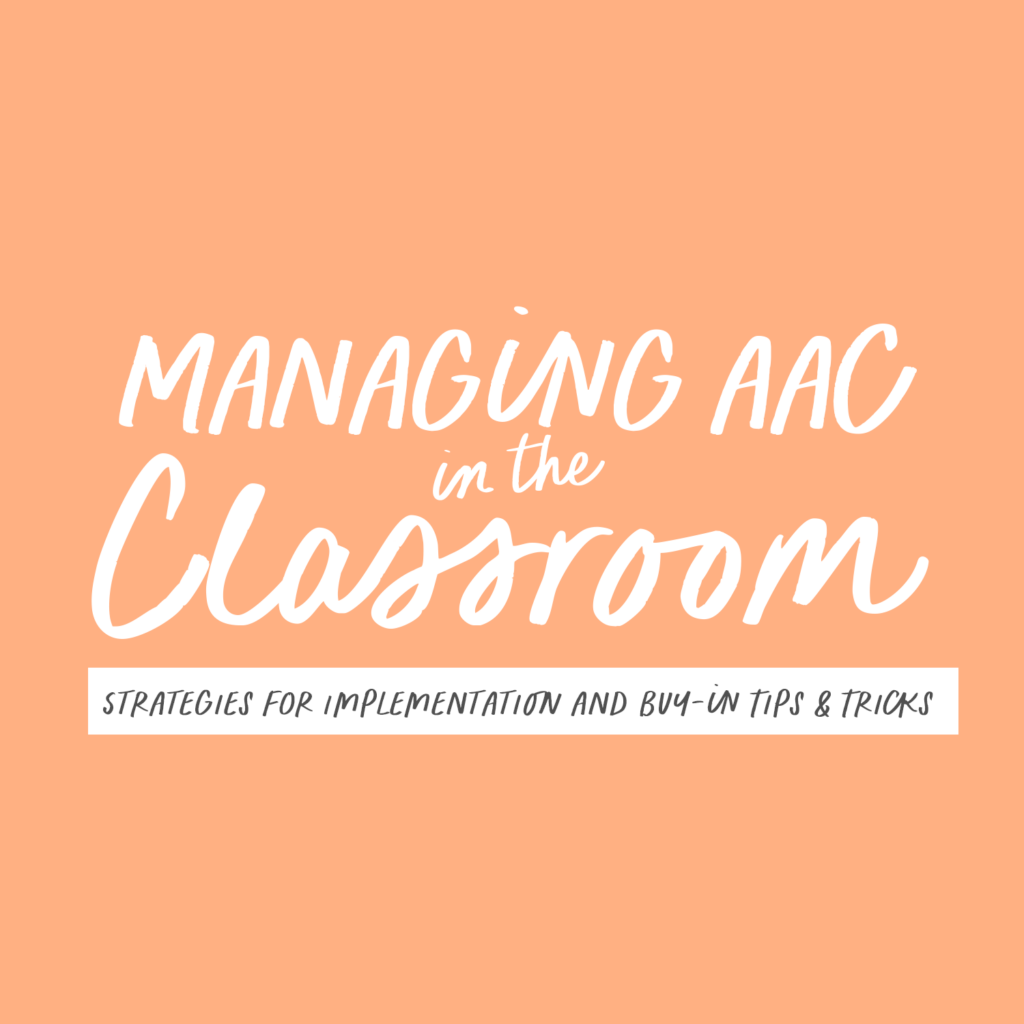 MANAGING AAC
in the
Classroom
STRATEGIES FOR IMPLEMENTATION AND BUY-IN TIPS & TRICKS